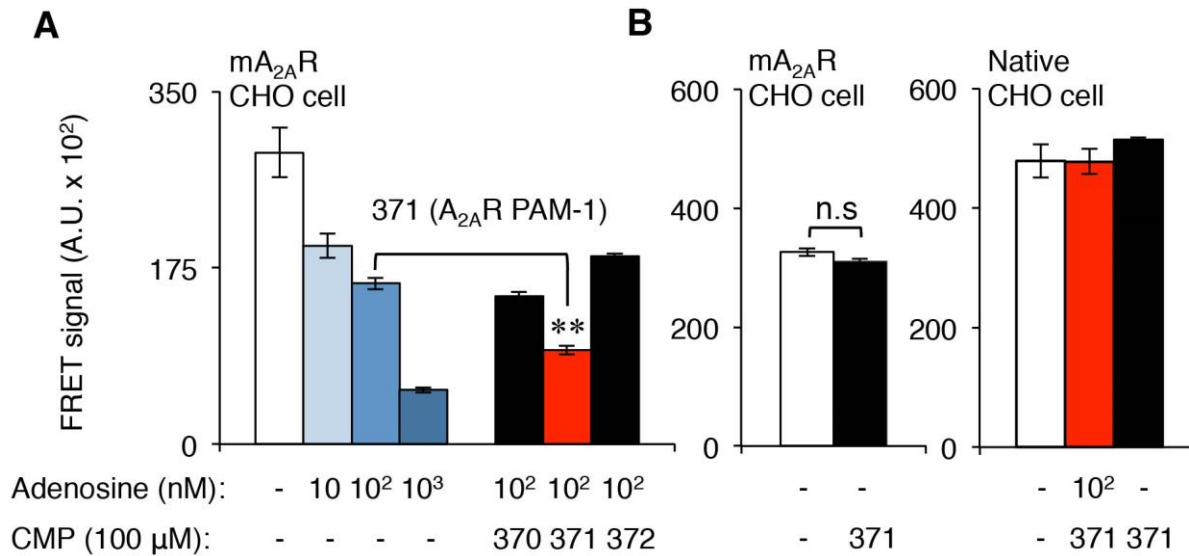 A
B
mA₂AR
CHO cell
mA₂AR
CHO cell
Native
CHO cell
350
175
0
FRET signal (A.U. x 10²)
371 (A₂AR PAM-1)
**
600
400
200
0
n.s
600
400
200
0
Adenosine (nM): - 10 10² 10³ 10² 10² 10² - - - 10² -
CMP (100 µM): - - - - 370 371 372 - 371 - 371 371